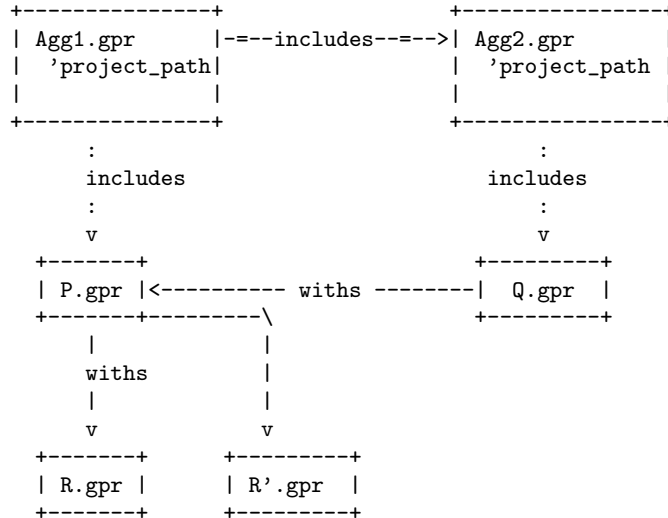 +---------------+                  +----------------+
| Agg1.gpr      |-=--includes--=-->| Agg2.gpr       |
|  'project_path|                  |  'project_path |
|               |                  |                |
+---------------+                  +----------------+
      :                                   :
      includes                        includes
      :                                   :
      v                                   v
  +-------+                          +---------+
  | P.gpr |<---------- withs --------|  Q.gpr  |
  +-------+---------\                +---------+
      |             |
      withs         |
      |             |
      v             v
  +-------+      +---------+
  | R.gpr |      | R'.gpr  |
  +-------+      +---------+